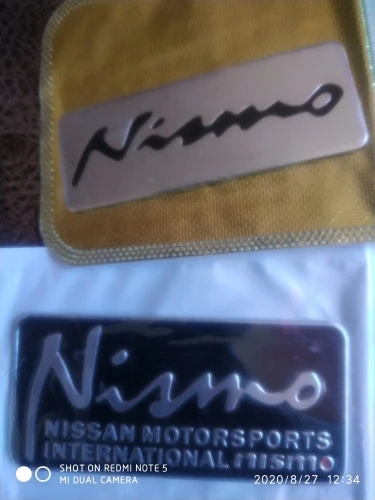 Nismo
Nismo
NISSAN MOTORSPORTS
INTERNATIONAL nismo
SHOT ON REDMI NOTE 5
MI DUAL CAMERA
2020/8/27 12:34